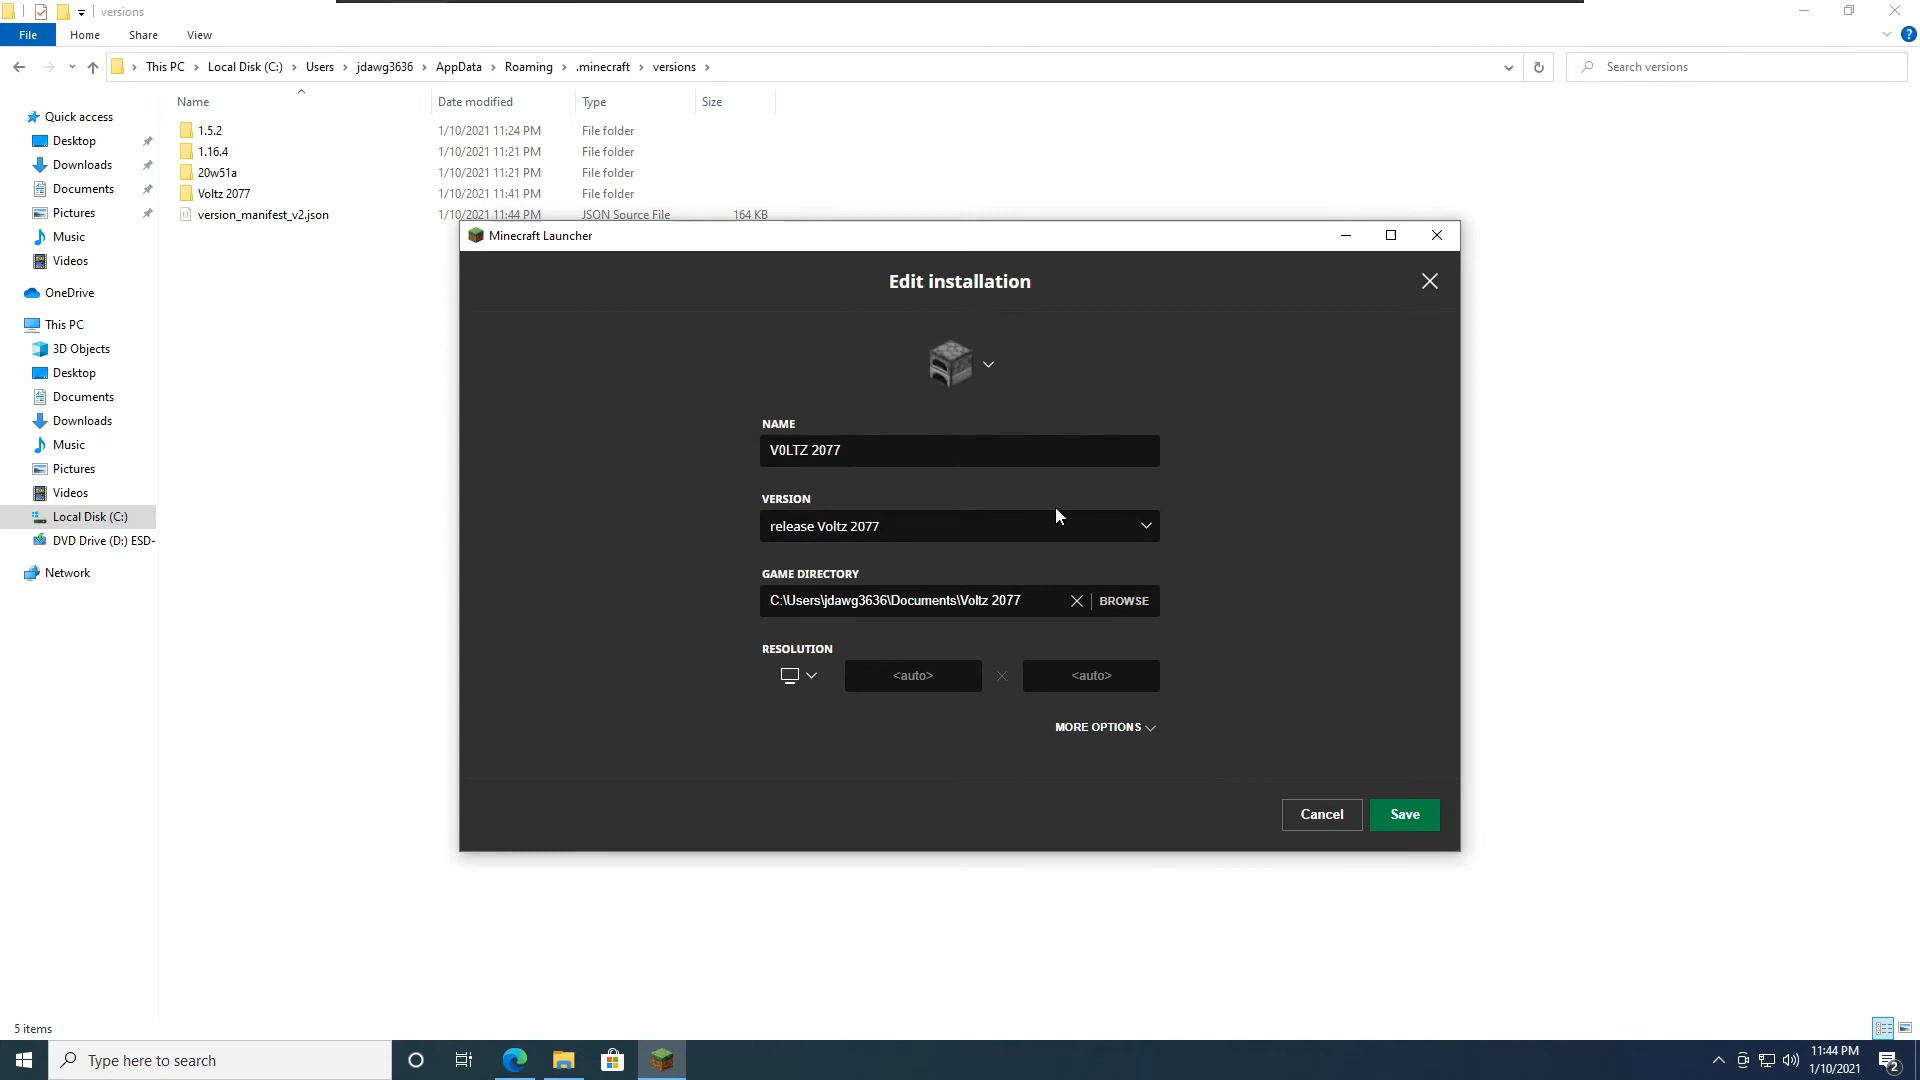 versions
File Home Share View
This PC Local Disk (C:) Users jdawg3636 AppData Roaming .minecraft versions
Search versions
Name Date modified Type Size
1.5.2 1/10/2021 11:24 PM File folder
1.16.4 1/10/2021 11:21 PM File folder
20w51a 1/10/2021 11:21 PM File folder
Voltz 2077 1/10/2021 11:41 PM File folder
version_manifest_v2.json 1/10/2021 11:44 PM JSON Source File 164 KB
Quick access
Desktop
Downloads
Documents
Pictures
Music
Videos
OneDrive
This PC
3D Objects
Desktop
Documents
Downloads
Music
Pictures
Videos
Local Disk (C:)
DVD Drive (D:) ESD-
Network
Minecraft Launcher
Edit installation
NAME
V0LTZ 2077
VERSION
release Voltz 2077
GAME DIRECTORY
C:\Users\jdawg3636\Documents\Voltz 2077 BROWSE
RESOLUTION
<auto> <auto>
MORE OPTIONS
Cancel Save
5 items
Type here to search
11:44 PM
1/10/2021
2